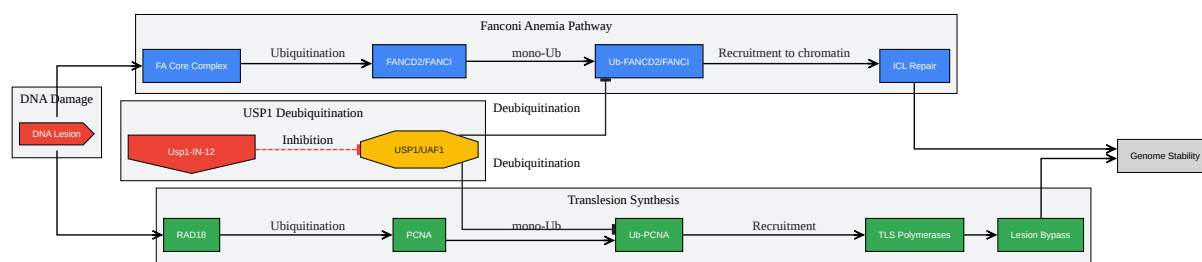 Fanconi Anemia Pathway
Ubiquitination
mono-Ub
Recruitment to chromatin
FA Core Complex
FANCD2/FANCI
Ub-FANCD2/FANCI
ICL Repair
DNA Damage
DNA Lesion
USP1 Deubiquitination
Deubiquitination
Inhibition
Usp1-IN-12
USP1/UAF1
Deubiquitination
Genome Stability
Translesion Synthesis
Ubiquitination
mono-Ub
Recruitment
RAD18
PCNA
Ub-PCNA
TLS Polymerases
Lesion Bypass